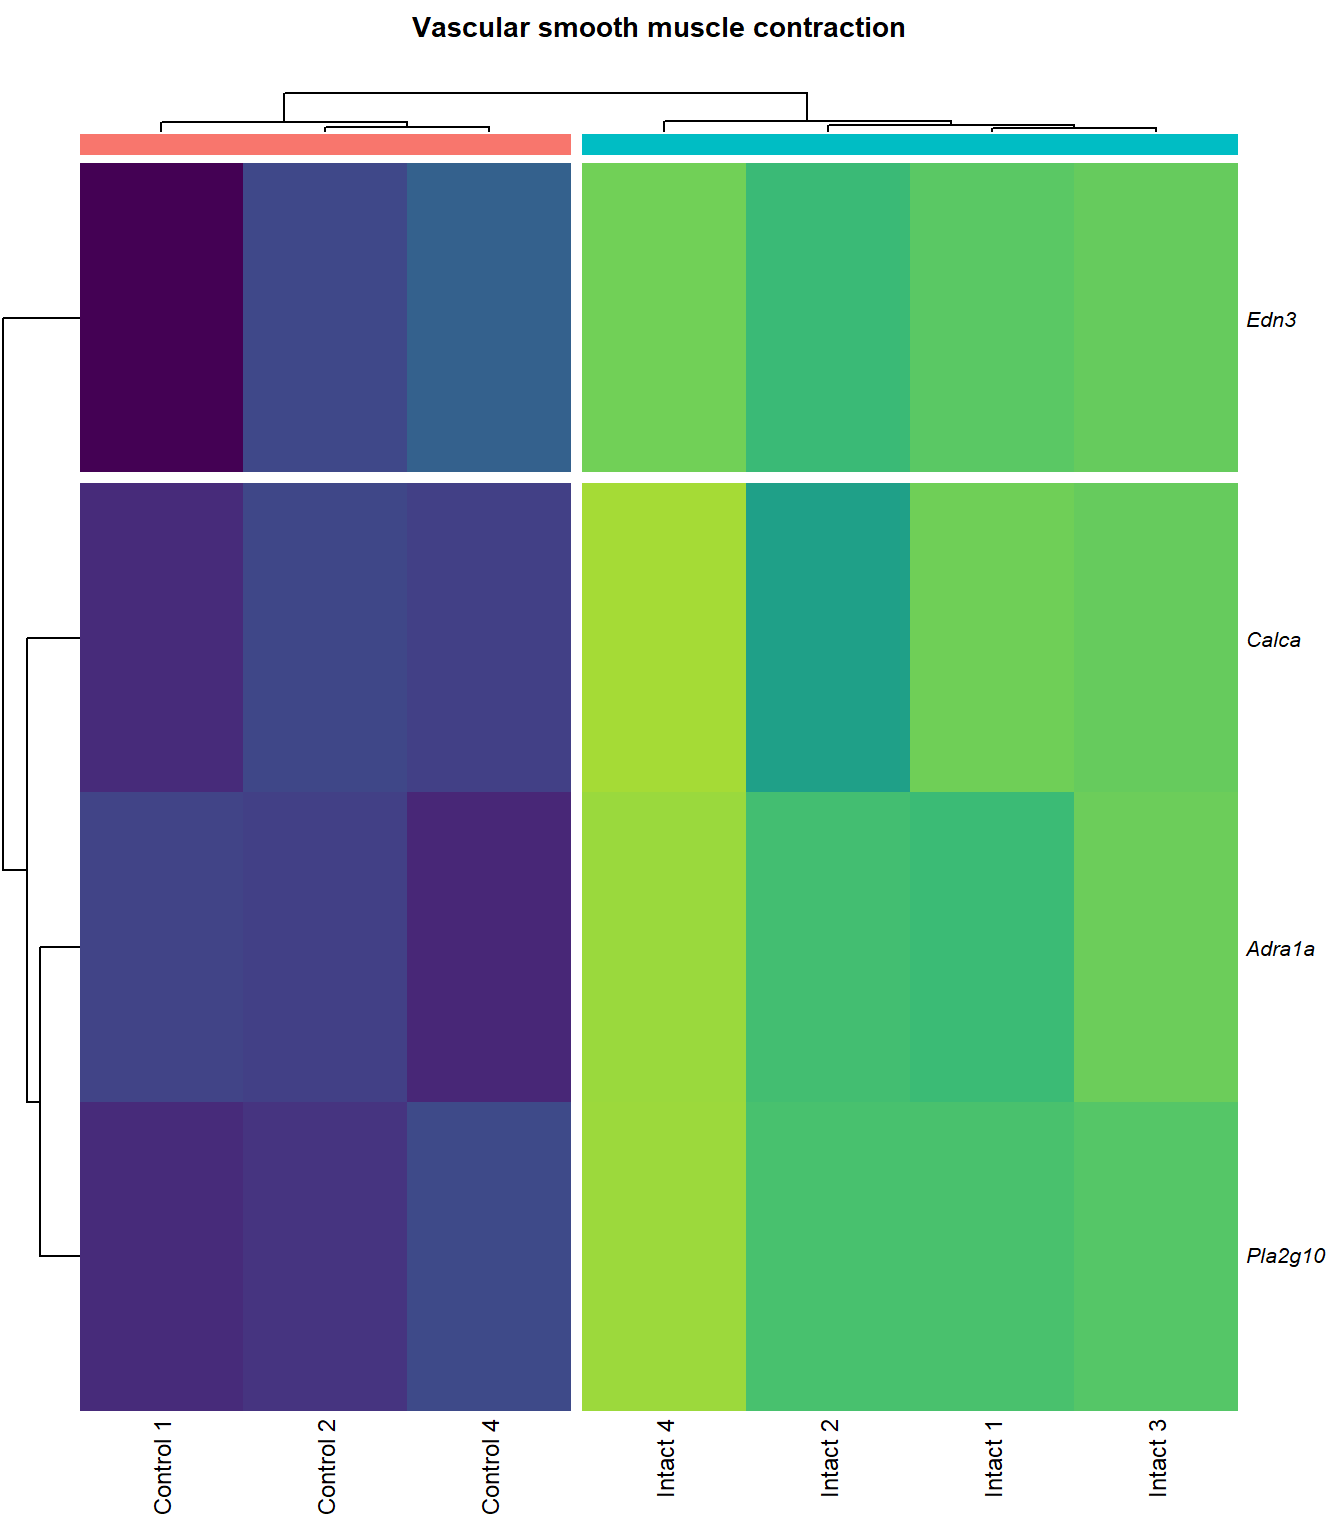 Vascular smooth muscle contraction
Edn3
Calca
Adra1a
Pla2g10
Control 1
Control 2
Control 4
Intact 4
Intact 2
Intact 1
Intact 3